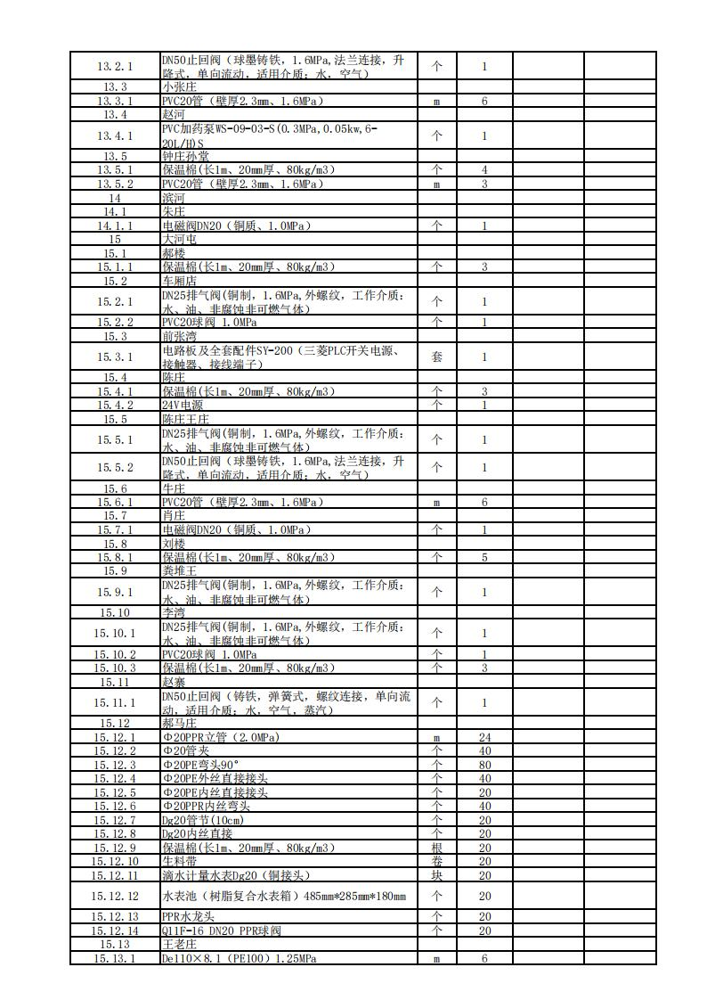 13.2.1 DN50止回阀（球墨铸铁，1.6MPa,法兰连接，升 个 1
降式，单向流动，适用介质：水，空气）
13.3 小张庄
13.3.1 PVC20管（壁厚2.3mm、1.6MPa） m 6
13.4 赵河
13.4.1 PVC加药泵WS-09-03-S(0.3MPa,0.05kw,6- 个 1
20L/H)S
13.5 钟庄孙堂
13.5.1 保温棉(长1m、20mm厚、80kg/m3） 个 4
13.5.2 PVC20管（壁厚2.3mm、1.6MPa） m 3
14 滨河
14.1 朱庄
14.1.1 电磁阀DN20（铜质、1.0MPa） 个 1
15 大河屯
15.1 郝楼
15.1.1 保温棉(长1m、20mm厚、80kg/m3） 个 3
15.2 车厢店
15.2.1 DN25排气阀(铜制，1.6MPa,外螺纹，工作介质： 个 1
水、油、非腐蚀非可燃气体）
15.2.2 PVC20球阀 1.0MPa 个 1
15.3 前张湾
15.3.1 电路板及全套配件SY-200（三菱PLC开关电源、 套 1
接触器、接线端子）
15.4 陈庄
15.4.1 保温棉(长1m、20mm厚、80kg/m3） 个 3
15.4.2 24V电源 个 1
15.5 陈庄王庄
15.5.1 DN25排气阀(铜制，1.6MPa,外螺纹，工作介质： 个 1
水、油、非腐蚀非可燃气体）
15.5.2 DN50止回阀（球墨铸铁，1.6MPa,法兰连接，升 个 1
降式，单向流动，适用介质：水，空气）
15.6 牛庄
15.6.1 PVC20管（壁厚2.3mm、1.6MPa） m 6
15.7 肖庄
15.7.1 电磁阀DN20（铜质、1.0MPa） 个 1
15.8 刘楼
15.8.1 保温棉(长1m、20mm厚、80kg/m3） 个 5
15.9 粪堆王
15.9.1 DN25排气阀(铜制，1.6MPa,外螺纹，工作介质： 个 1
水、油、非腐蚀非可燃气体）
15.10 李湾
15.10.1 DN25排气阀(铜制，1.6MPa,外螺纹，工作介质： 个 1
水、油、非腐蚀非可燃气体）
15.10.2 PVC20球阀 1.0MPa 个 1
15.10.3 保温棉(长1m、20mm厚、80kg/m3） 个 3
15.11 赵寨
15.11.1 DN50止回阀（铸铁，弹簧式，螺纹连接，单向流 个 1
动，适用介质：水，空气，蒸汽）
15.12 郝马庄
15.12.1 Φ20PPR立管（2.0MPa) m 24
15.12.2 Φ20管夹 个 40
15.12.3 Φ20PE弯头90° 个 80
15.12.4 Φ20PE外丝直接接头 个 40
15.12.5 Φ20PE内丝直接接头 个 20
15.12.6 Φ20PPR内丝弯头 个 40
15.12.7 Dg20管节(10cm) 个 20
15.12.8 Dg20内丝直接 个 20
15.12.9 保温棉(长1m、20mm厚、80kg/m3） 根 20
15.12.10 生料带 卷 20
15.12.11 滴水计量水表Dg20（铜接头） 块 20
15.12.12 水表池（树脂复合水表箱）485mm*285mm*180mm 个 20
15.12.13 PPR水龙头 个 20
15.12.14 Q11F-16 DN20 PPR球阀 个 20
15.13 王老庄
15.13.1 De110×8.1（PE100）1.25MPa m 6